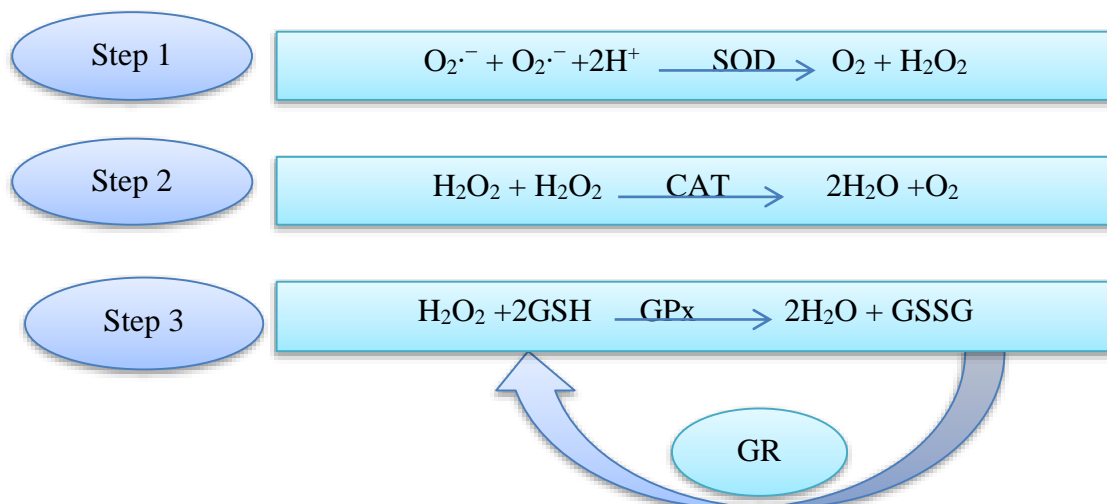 Step 1
O₂·⁻ + O₂·⁻ +2H⁺ SOD O₂ + H₂O₂
Step 2
H₂O₂ + H₂O₂ CAT 2H₂O +O₂
Step 3
H₂O₂ +2GSH GPx 2H₂O + GSSG
GR